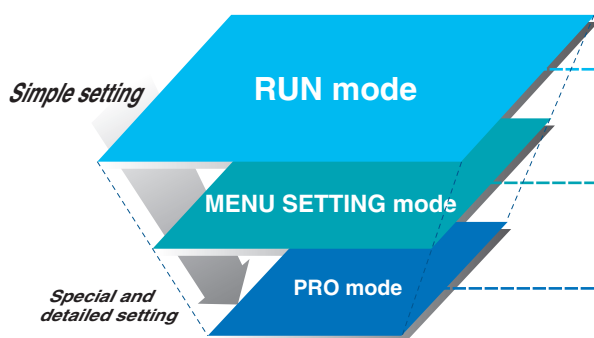 RUN mode
Simple setting
MENU SETTING mode
PRO mode
Special and
detailed setting